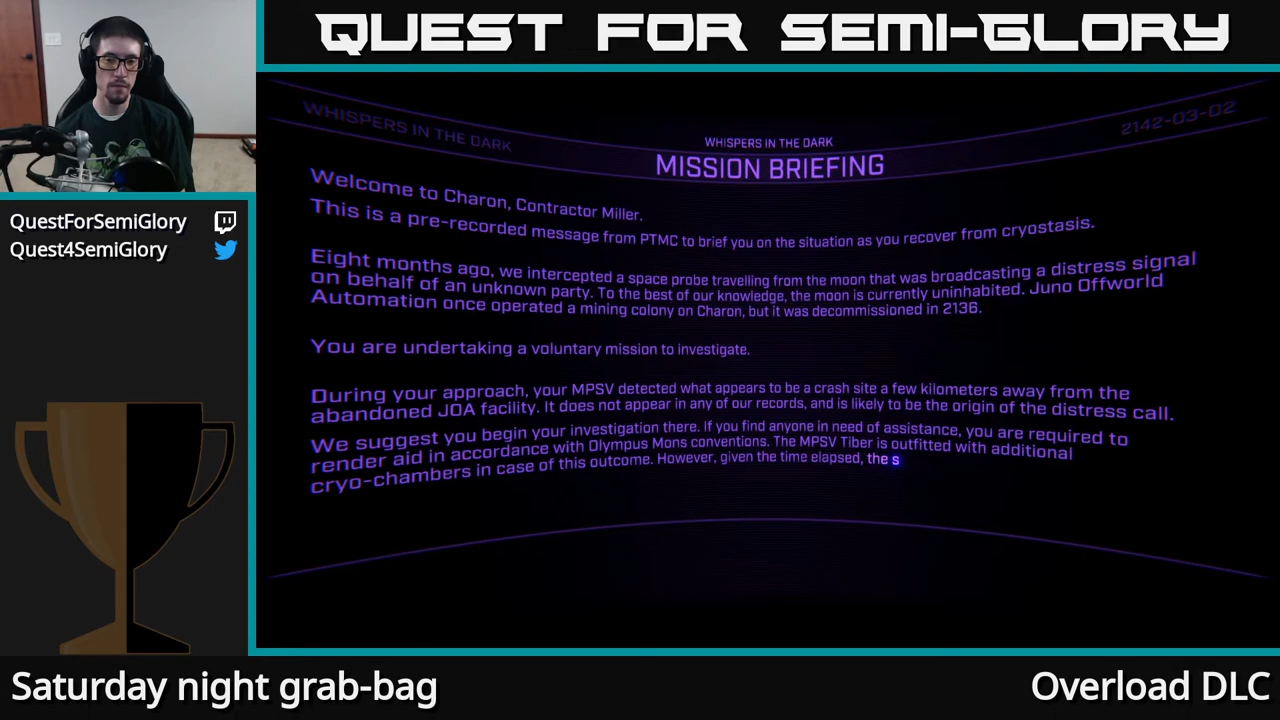 QUEST FOR SEMI-GLORY
QuestForSemiGlory
Quest4SemiGlory
WHISPERS IN THE DARK
2142-03-02
WHISPERS IN THE DARK
MISSION BRIEFING
Welcome to Charon, Contractor Miller.
This is a pre-recorded message from PTMC to brief you on the situation as you recover from cryostasis.
Eight months ago, we intercepted a space probe travelling from the moon that was broadcasting a distress signal
on behalf of an unknown party. To the best of our knowledge, the moon is currently uninhabited. Juno Offworld
Automation once operated a mining colony on Charon, but it was decommissioned in 2136.
You are undertaking a voluntary mission to investigate.
During your approach, your MPSV detected what appears to be a crash site a few kilometers away from the
abandoned JOA facility. It does not appear in any of our records, and is likely to be the origin of the distress call.
We suggest you begin your investigation there. If you find anyone in need of assistance, you are required to
render aid in accordance with Olympus Mons conventions. The MPSV Tiber is outfitted with additional
cryo-chambers in case of this outcome. However, given the time elapsed, the s
Saturday night grab-bag
Overload DLC